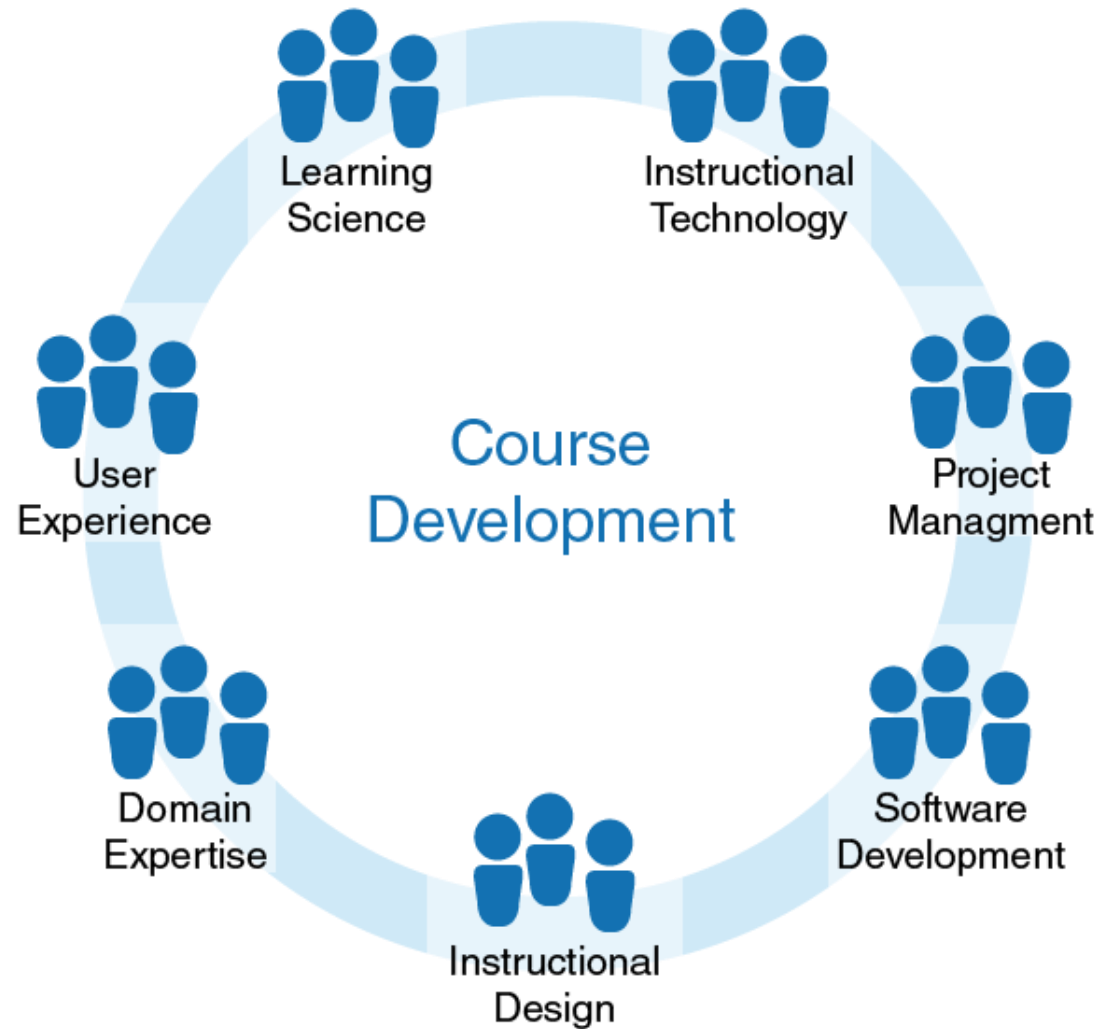 Learning
Science
Instructional
Technology
User
Experience
Course
Development
Project
Managment
Domain
Expertise
Software
Development
Instructional
Design